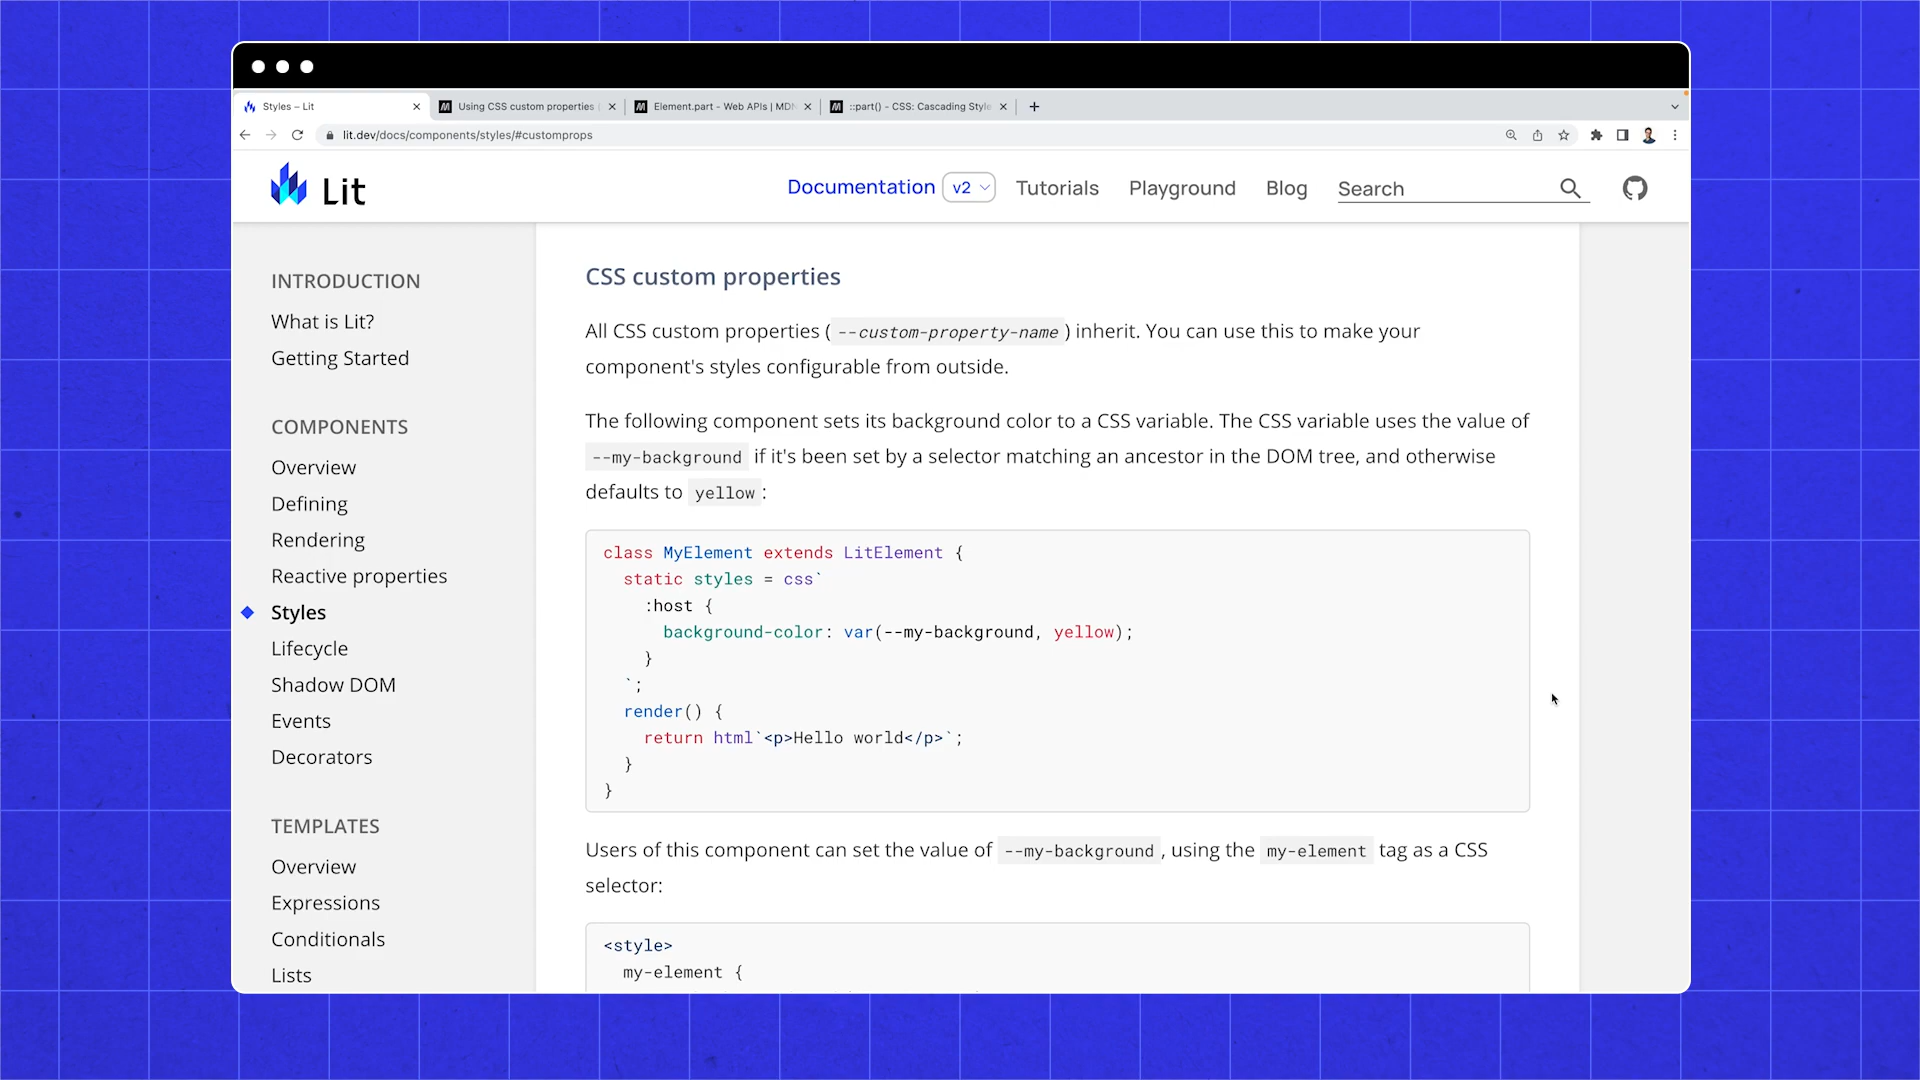 Styles – Lit
Using CSS custom properties
Element.part - Web APIs | MDN
::part() - CSS: Cascading Style
lit.dev/docs/components/styles/#customprops
Lit
Documentation v2 Tutorials Playground Blog Search
INTRODUCTION
What is Lit?
Getting Started
COMPONENTS
Overview
Defining
Rendering
Reactive properties
Styles
Lifecycle
Shadow DOM
Events
Decorators
TEMPLATES
Overview
Expressions
Conditionals
Lists
CSS custom properties
All CSS custom properties ( --custom-property-name ) inherit. You can use this to make your
component's styles configurable from outside.
The following component sets its background color to a CSS variable. The CSS variable uses the value of
--my-background if it's been set by a selector matching an ancestor in the DOM tree, and otherwise
defaults to yellow :
class MyElement extends LitElement {
static styles = css`
:host {
background-color: var(--my-background, yellow);
}
`;
render() {
return html`<p>Hello world</p>`;
}
}
Users of this component can set the value of --my-background , using the my-element tag as a CSS
selector:
<style>
my-element {